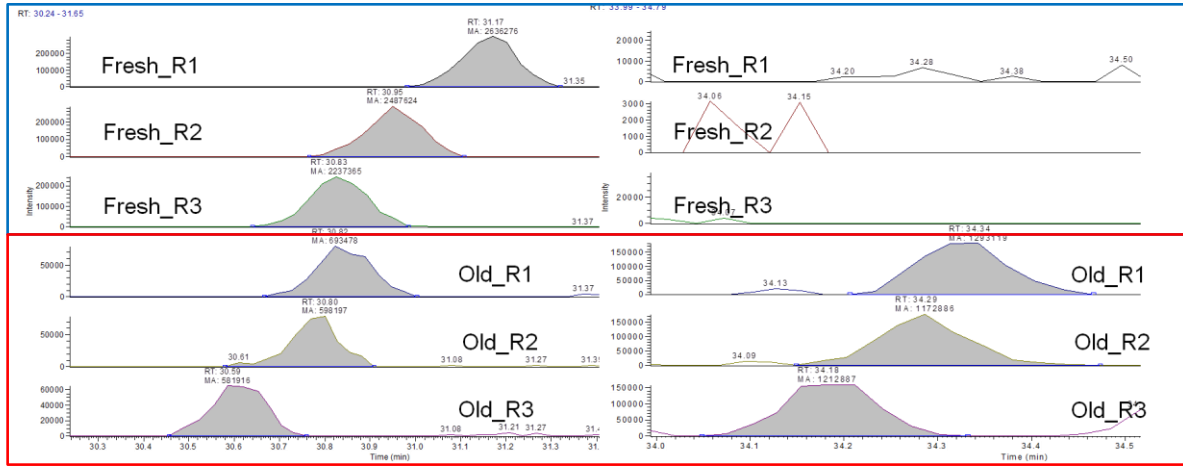 RT: 30.24 - 31.65
RT: 31.17
MA: 2636276
200000
100000
0
Fresh_R1
31.35
RT: 30.95
MA: 2487624
200000
100000
0
Fresh_R2
RT: 30.83
MA: 2237365
200000
100000
0
Intensity
Fresh_R3
31.37
RT: 30.82
MA: 693478
50000
0
Old_R1
31.37
RT: 30.80
MA: 598197
50000
0
30.61
Old_R2
31.08
31.27
RT: 30.59
MA: 581916
60000
40000
20000
0
Old_R3
31.08
31.21
31.27
30.3 30.4 30.5 30.6 30.7 30.8 30.9 31.0 31.1 31.2 31.3 31.4
Time (min)
RT: 33.99 - 34.79
20000
10000
0
Fresh_R1
34.20
34.28
34.38
34.50
3000
2000
1000
0
34.06
34.15
Fresh_R2
20000
0
Fresh_R3
RT: 34.34
MA: 1293119
150000
100000
50000
0
34.13
Old_R1
RT: 34.29
MA: 1172886
150000
100000
50000
0
34.09
Old_R2
RT: 34.18
MA: 1212887
150000
100000
50000
0
Old_R3
34.0 34.1 34.2 34.3 34.4 34.5
Time (min)